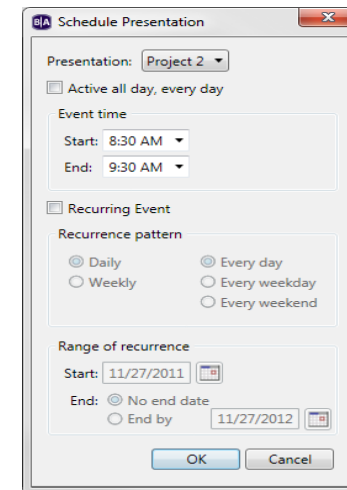 B|A Schedule Presentation
Presentation: Project 2
Active all day, every day
Event time
Start: 8:30 AM
End: 9:30 AM
Recurring Event
Recurrence pattern
Daily Every day
Weekly Every weekday
Every weekend
Range of recurrence
Start: 11/27/2011
End: No end date
End by 11/27/2012
OK Cancel